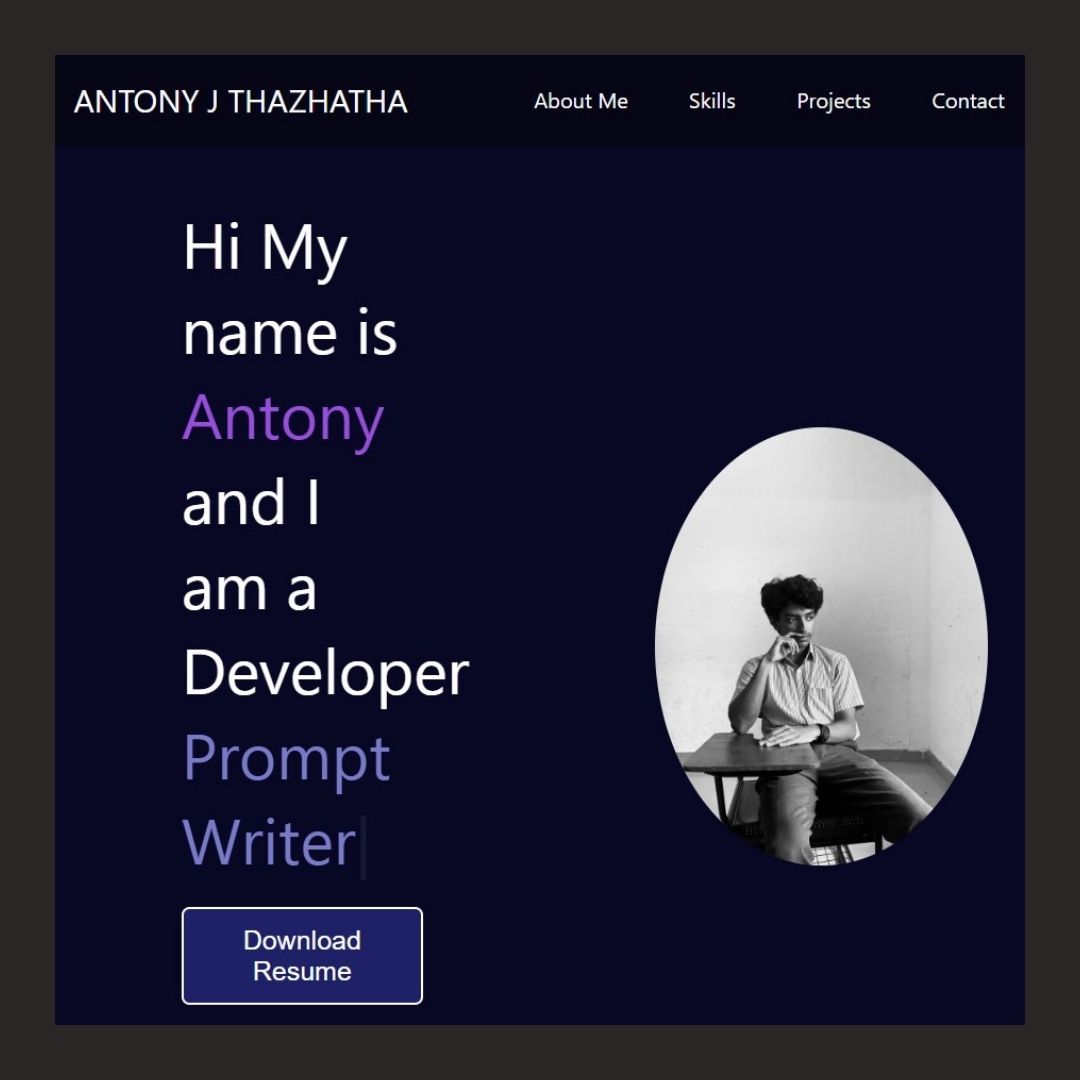 ANTONY J THAZHATHA
About Me
Skills
Projects
Contact
Hi My
name is
Antony
and I
am a
Developer
Prompt
Writer
Download
Resume